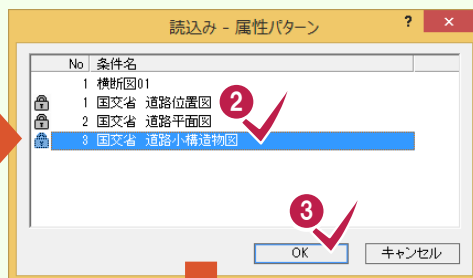 読込み - 属性パターン ? ×
No 条件名
1 横断図01
1 国交省 道路位置図
2 国交省 道路平面図
3 国交省 道路小構造物図
2
3
OK キャンセル